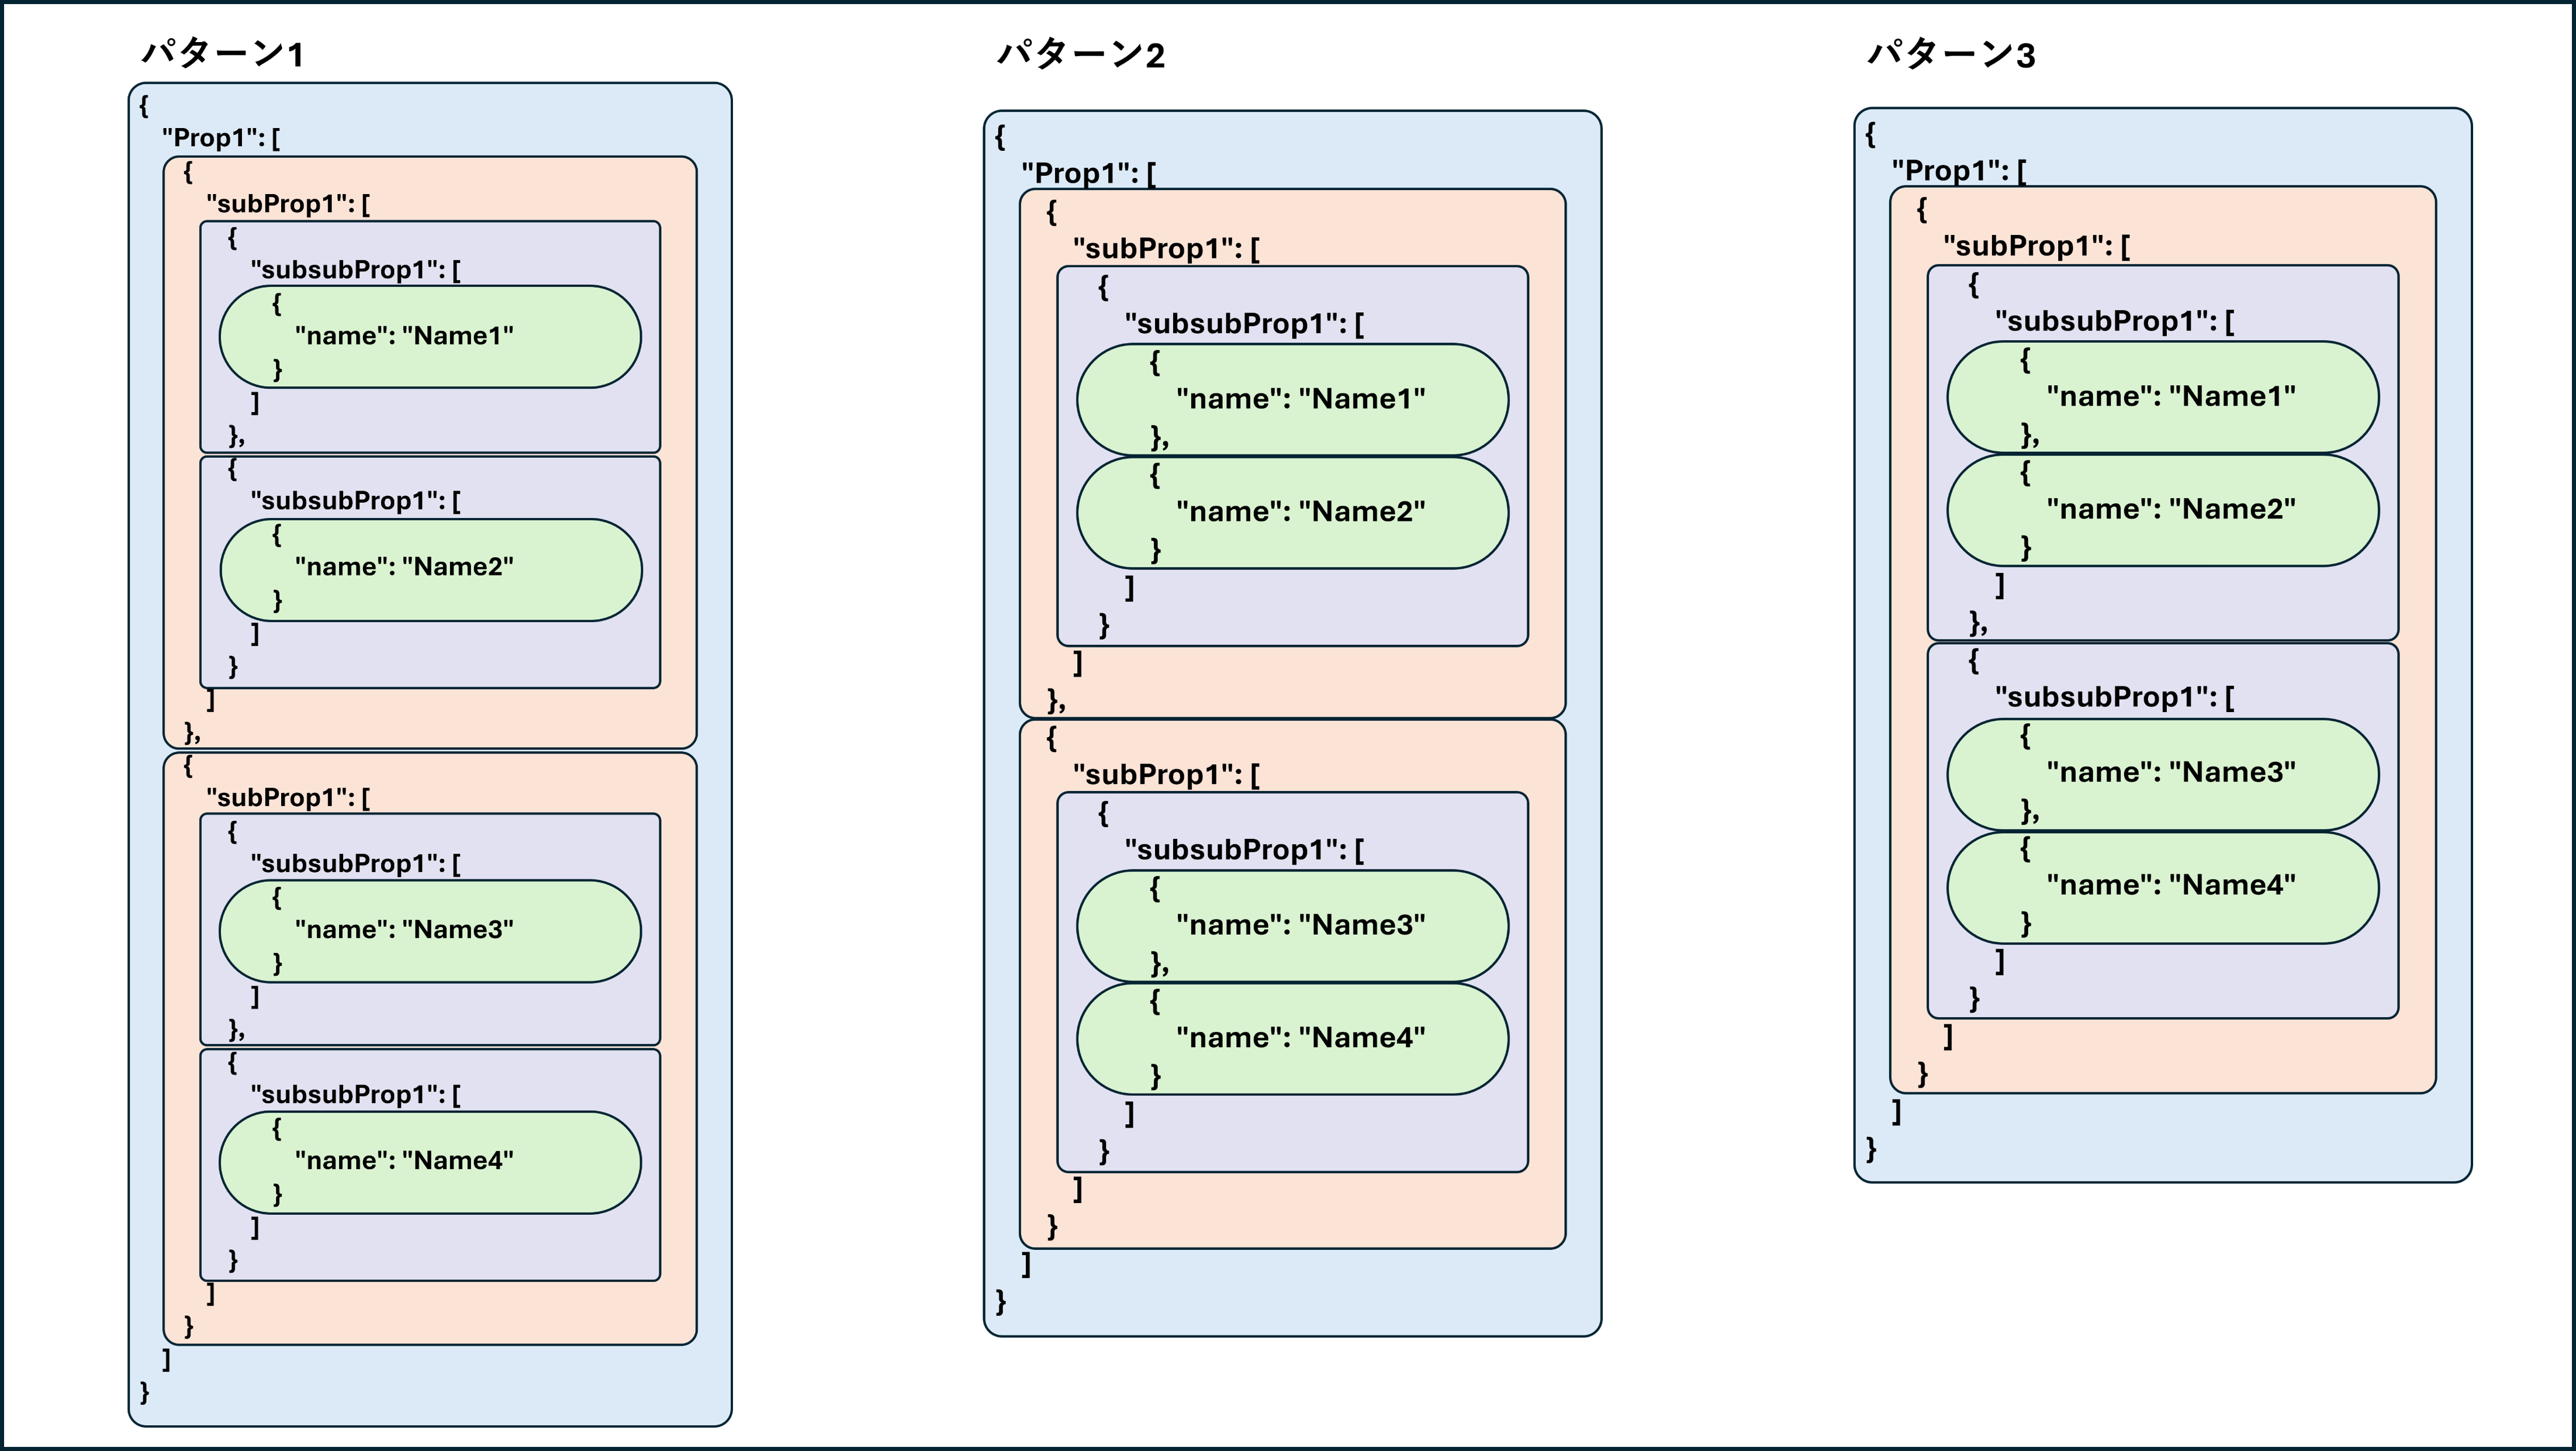 パターン1
{
"Prop1": [
{
"subProp1": [
{
"subsubProp1": [
{
"name": "Name1"
}
]
},
{
"subsubProp1": [
{
"name": "Name2"
}
]
}
]
},
{
"subProp1": [
{
"subsubProp1": [
{
"name": "Name3"
}
]
},
{
"subsubProp1": [
{
"name": "Name4"
}
]
}
]
}
]
}
パターン2
{
"Prop1": [
{
"subProp1": [
{
"subsubProp1": [
{
"name": "Name1"
},
{
"name": "Name2"
}
]
}
]
},
{
"subProp1": [
{
"subsubProp1": [
{
"name": "Name3"
},
{
"name": "Name4"
}
]
}
]
}
]
}
パターン3
{
"Prop1": [
{
"subProp1": [
{
"subsubProp1": [
{
"name": "Name1"
},
{
"name": "Name2"
}
]
},
{
"subsubProp1": [
{
"name": "Name3"
},
{
"name": "Name4"
}
]
}
]
}
]
}